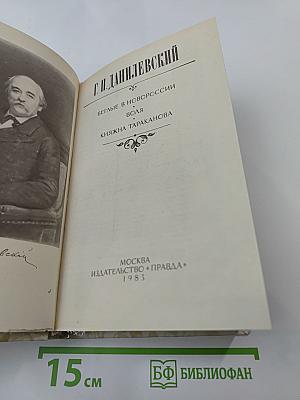 Г.П.ДАНИЛЕВСКИЙ
БЕГЛЫЕ В НОВОРОССИИ
ВОЛЯ
КНЯЖНА ТАРАКАНОВА
МОСКВА
ИЗДАТЕЛЬСТВО «ПРАВДА»
1983
15 см
БФ БИБЛИОФАН